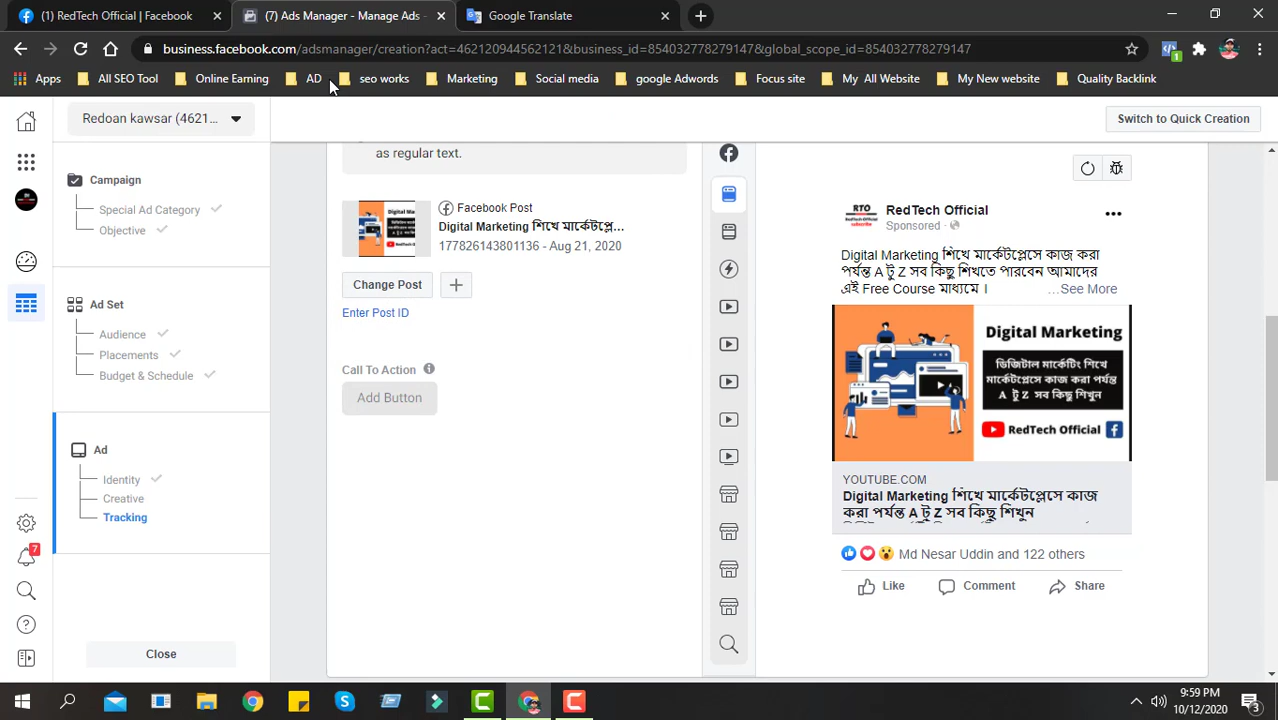 (1) RedTech Official | Facebook
(7) Ads Manager - Manage Ads -
Google Translate
business.facebook.com/adsmanager/creation?act=462120944562121&business_id=854032778279147&global_scope_id=854032778279147
1
Apps
All SEO Tool
Online Earning
AD
seo works
Marketing
Social media
google Adwords
Focus site
My All Website
My New website
Quality Backlink
Redoan kawsar (4621...
Switch to Quick Creation
Campaign
Special Ad Category
Objective
Ad Set
Audience
Placements
Budget & Schedule
Ad
Identity
Creative
Tracking
Close
7
as regular text.
Facebook Post
Digital Marketing শিখে মার্কেটপ্লে...
177826143801136 - Aug 21, 2020
Change Post
Enter Post ID
Call To Action
Add Button
RTO
RedTech Official
Sponsored
Digital Marketing শিখে মার্কেটপ্লেসে কাজ করা
পর্যন্ত A টু Z সব কিছু শিখতে পারবেন আমাদের
এই Free Course মাধ্যমে ।
...See More
Digital Marketing
ডিজিটাল মার্কেটিং শিখে
মার্কেটপ্লেসে কাজ করা পর্যন্ত
A টু Z সব কিছু শিখুন
RedTech Official
YOUTUBE.COM
Digital Marketing শিখে মার্কেটপ্লেসে কাজ
করা পর্যন্ত A টু Z সব কিছু শিখুন
Md Nesar Uddin and 122 others
Like
Comment
Share
9:59 PM
10/12/2020
3